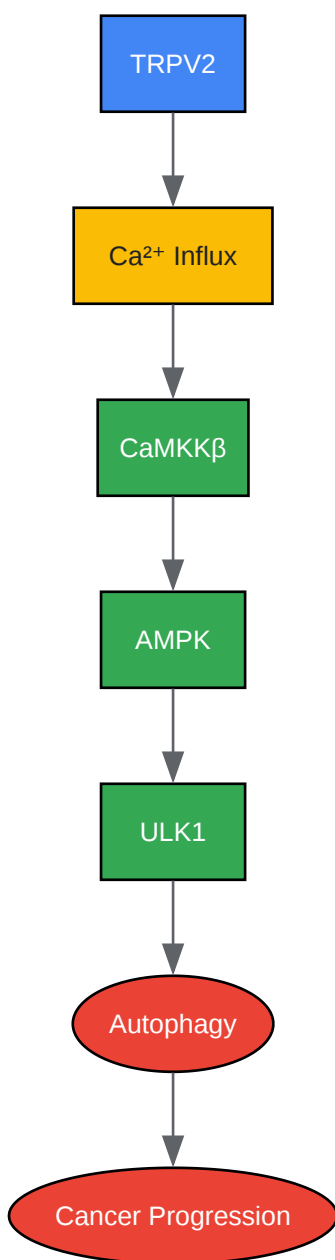 TRPV2
Ca²⁺ Influx
CaMKKβ
AMPK
ULK1
Autophagy
Cancer Progression